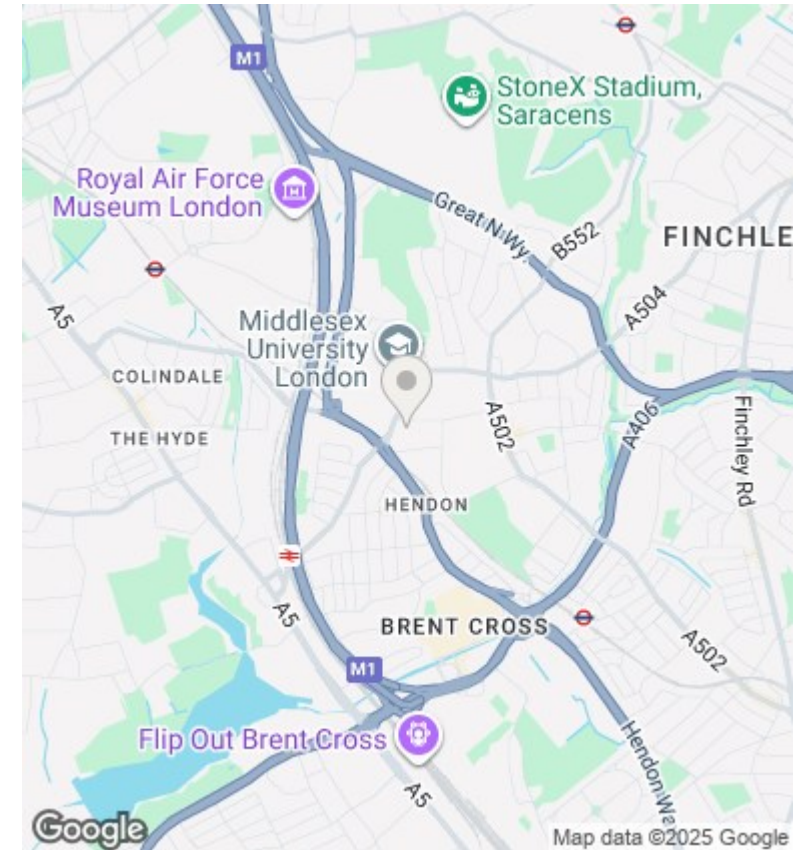 M1
StoneX Stadium,
Saracens
Royal Air Force
Museum London
Great N Wy.
B552
FINCHLE
A504
A5
Middlesex
University
London
COLINDALE
A502
A406
Finchley Rd
THE HYDE
HENDON
A5
BRENT CROSS
A502
M1
Flip Out Brent Cross
Hendon Wa
A5
Google
Map data ©2025 Google